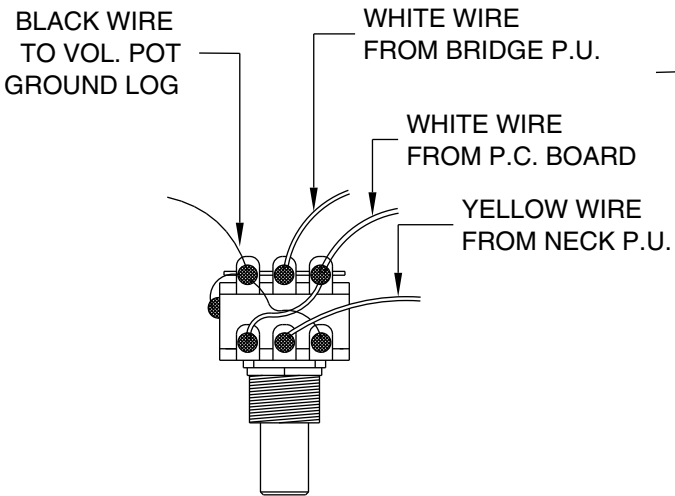 BLACK WIRE
TO VOL. POT
GROUND LOG
WHITE WIRE
FROM BRIDGE P.U.
WHITE WIRE
FROM P.C. BOARD
YELLOW WIRE
FROM NECK P.U.